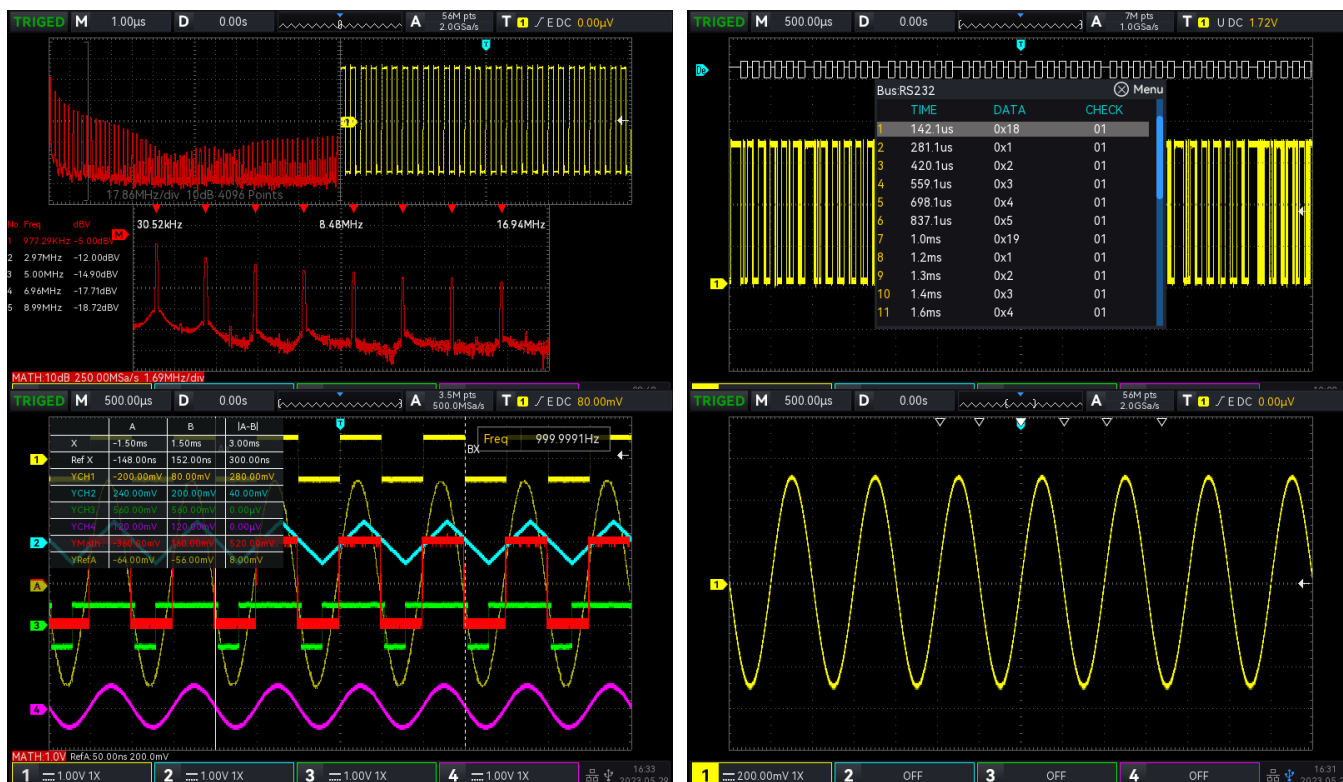 TRIGED M 1.00μs D 0.00s A 56M pts 2.0GSa/s T 1 E DC 0.00μV
T
1
17.86MHz/div 10dB 4096 Points
No. Freq dBV
30.52kHz 8.48MHz 16.94MHz
M
1 977.29KHz -5.00dBV
2 2.97MHz -12.00dBV
3 5.00MHz -14.90dBV
4 6.96MHz -17.71dBV
5 8.99MHz -18.72dBV
MATH:10dB 250.00MSa/s 1.69MHz/div
TRIGED M 500.00μs D 0.00s A 7M pts 1.0GSa/s T 1 U DC 1.72V
T
Bus:RS232 Menu
TIME DATA CHECK
1 142.1us 0x18 01
2 281.1us 0x1 01
3 420.1us 0x2 01
4 559.1us 0x3 01
5 698.1us 0x4 01
6 837.1us 0x5 01
7 1.0ms 0x19 01
8 1.2ms 0x1 01
9 1.3ms 0x2 01
10 1.4ms 0x3 01
11 1.6ms 0x4 01
1
TRIGED M 500.00μs D 0.00s A 3.5M pts 500.0MSa/s T 1 E DC 80.00mV
T
A B |A-B|
X -1.50ms 1.50ms 3.00ms
Ref X -148.00ns 152.00ns 300.00ns
YCH1 -200.00mV 80.00mV 280.00mV
YCH2 240.00mV 200.00mV 40.00mV
YCH3 560.00mV 560.00mV 0.00μV
YCH4 120.00mV 120.00mV 0.00μV
YMath -360.00mV 160.00mV 520.00mV
YRefA -64.00mV -56.00mV 8.00mV
Freq 999.9991Hz
BX
1
2
A
3
4
MATH:1.0V RefA:50.00ns 200.0mV
1 1.00V 1X 2 1.00V 1X 3 1.00V 1X 4 1.00V 1X 16:33
TRIGED M 500.00μs D 0.00s A 56M pts 2.0GSa/s T 1 E DC 0.00μV
1
1 200.00mV 1X 2 OFF 3 OFF 4 OFF 16:31